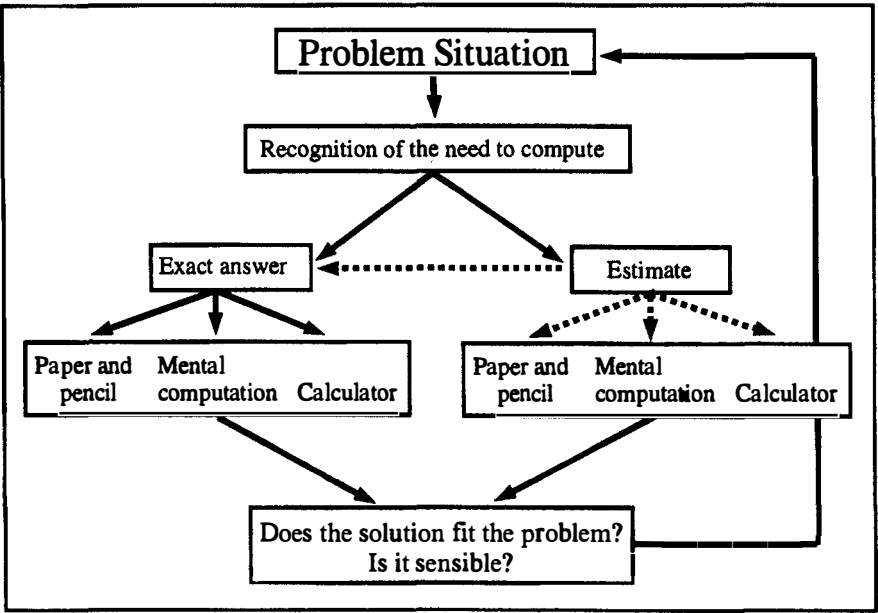 Problem Situation
Recognition of the need to compute
Exact answer
Estimate
Paper and
pencil
Mental
computation
Calculator
Paper and
pencil
Mental
computation
Calculator
Does the solution fit the problem?
Is it sensible?